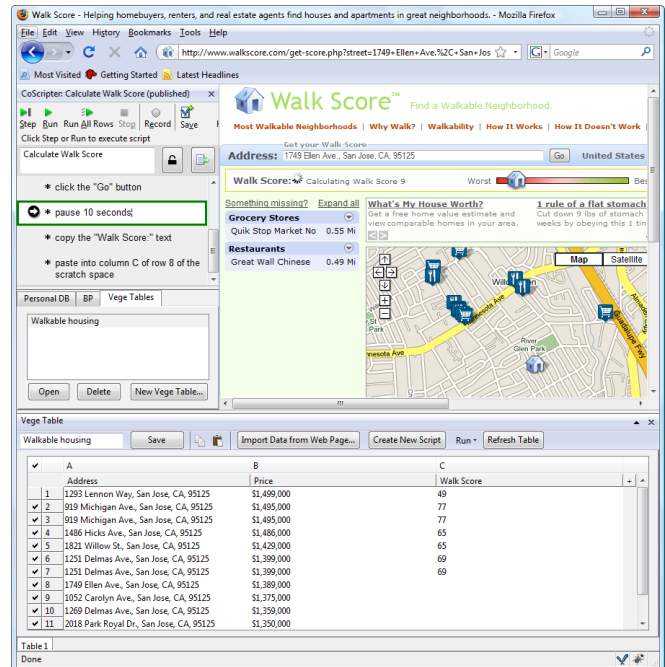 Walk Score - Helping homebuyers, renters, and real estate agents find houses and apartments in great neighborhoods. - Mozilla Firefox
File Edit View History Bookmarks Tools Help
http://www.walkscore.com/get-score.php?street=1749+Ellen+Ave.%2C+San+Jos
G Google
Most Visited Getting Started Latest Headlines
CoScripter: Calculate Walk Score (published) x
Step Run Run All Rows Stop Record Save
Click Step or Run to execute script
Calculate Walk Score
* click the "Go" button
* pause 10 seconds
* copy the "Walk Score:" text
* paste into column C of row 8 of the
scratch space
Personal DB BP Vege Tables
Walkable housing
Open Delete New Vege Table...
Walk Score™ Find a Walkable Neighborhood.
Most Walkable Neighborhoods | Why Walk? | Walkability | How It Works | How It Doesn't Work |
Get your Walk Score
Address: 1749 Ellen Ave., San Jose, CA, 95125 Go United States
Walk Score: Calculating Walk Score 9 Worst Bes
Something missing? Expand all
Grocery Stores
Quik Stop Market No 0.55 Mi
Restaurants
Great Wall Chinese 0.49 Mi
What's My House Worth?
Get a free home value estimate and
view comparable homes in your area.
1 rule of a flat stomach
Cut down 9 lbs of stomach
weeks by obeying this 1 tin
Map Satellite
Minnesota Ave
River
Glen Park
Guadalupe Fwy
Park
nnesota Ave
Vege Table
Walkable housing Save Import Data from Web Page... Create New Script Run Refresh Table
A B C
Address Price Walk Score +
1 1293 Lennon Way, San Jose, CA, 95125 $1,499,000 49
2 919 Michigan Ave., San Jose, CA, 95125 $1,495,000 77
3 919 Michigan Ave., San Jose, CA, 95125 $1,495,000 77
4 1486 Hicks Ave., San Jose, CA, 95125 $1,486,000 65
5 1821 Willow St., San Jose, CA, 95125 $1,429,000 65
6 1251 Delmas Ave., San Jose, CA, 95125 $1,399,000 69
7 1251 Delmas Ave., San Jose, CA, 95125 $1,399,000 69
8 1749 Ellen Ave., San Jose, CA, 95125 $1,389,000
9 1052 Carolyn Ave., San Jose, CA, 95125 $1,375,000
10 1269 Delmas Ave., San Jose, CA, 95125 $1,359,000
11 2018 Park Royal Dr., San Jose, CA, 95125 $1,350,000
Table1
Done